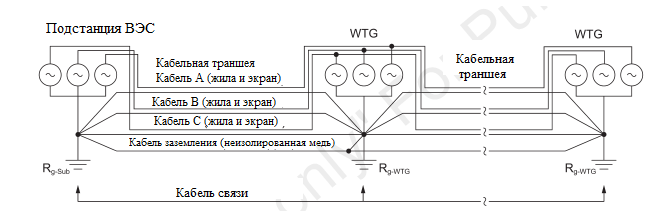 Подстанция ВЭС
WTG
WTG
Кабельная траншея
Кабель А (жила и экран)
Кабельная
траншея
Кабель В (жила и экран)
Кабель С (жила и экран)
Кабель заземления (неизолированная медь)
Rg-Sub
Rg-WTG
Rg-WTG
Кабель связи